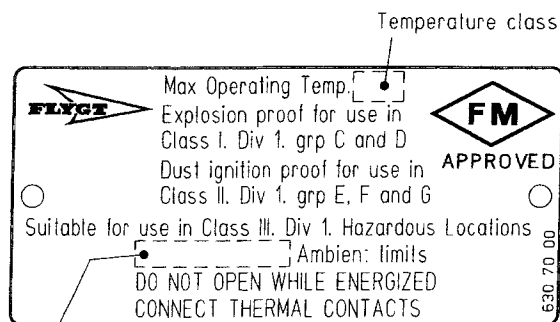 Temperature class
Max Operating Temp.
FLYGT
Explosion proof for use in
Class I. Div 1. grp C and D
FM
APPROVED
Dust ignition proof for use in
Class II. Div 1. grp E, F and G
Suitable for use in Class III. Div 1. Hazardous Locations
Ambien: limits
DO NOT OPEN WHILE ENERGIZED
CONNECT THERMAL CONTACTS
630 70 00